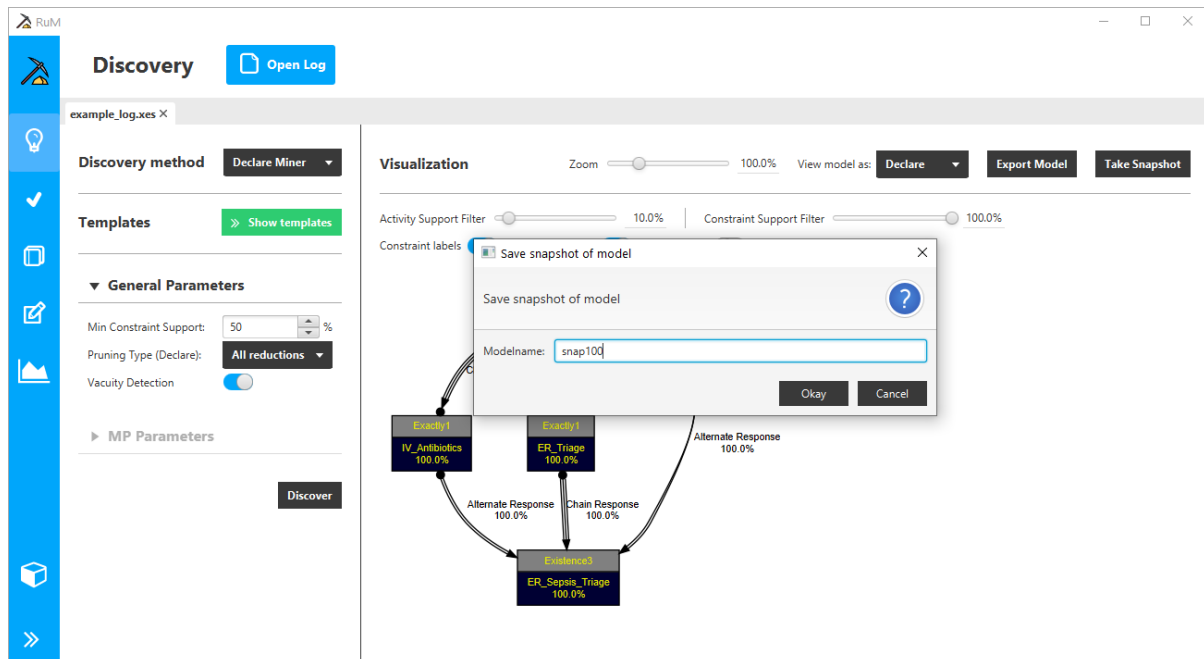 RuM
Discovery
Open Log
example_log.xes
Discovery method
Declare Miner
Visualization
Zoom
100.0%
View model as:
Declare
Export Model
Take Snapshot
Templates
Show templates
Activity Support Filter
10.0%
Constraint Support Filter
100.0%
Constraint labels
Save snapshot of model
Save snapshot of model
?
Modelname:
snap100
Okay
Cancel
General Parameters
Min Constraint Support:
50
%
Pruning Type (Declare):
All reductions
Vacuity Detection
MP Parameters
Discover
C
Exactly1
IV_Antibiotics
100.0%
Exactly1
ER_Triage
100.0%
Alternate Response
100.0%
Alternate Response
100.0%
Chain Response
100.0%
Existence3
ER_Sepsis_Triage
100.0%